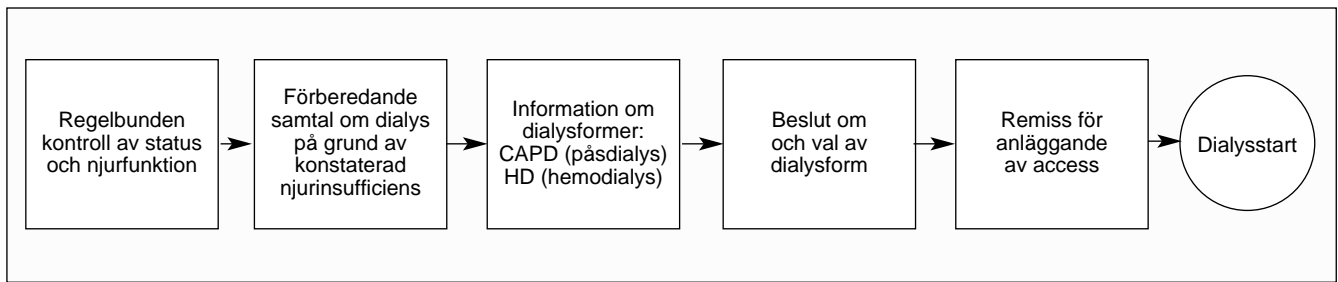 Regelbunden
kontroll av status
och njurfunktion
Förberedande
samtal om dialys
på grund av
konstaterad
njurinsufficiens
Information om
dialysformer:
CAPD (påsdialys)
HD (hemodialys)
Beslut om
och val av
dialysform
Remiss för
anläggande
av access
Dialysstart